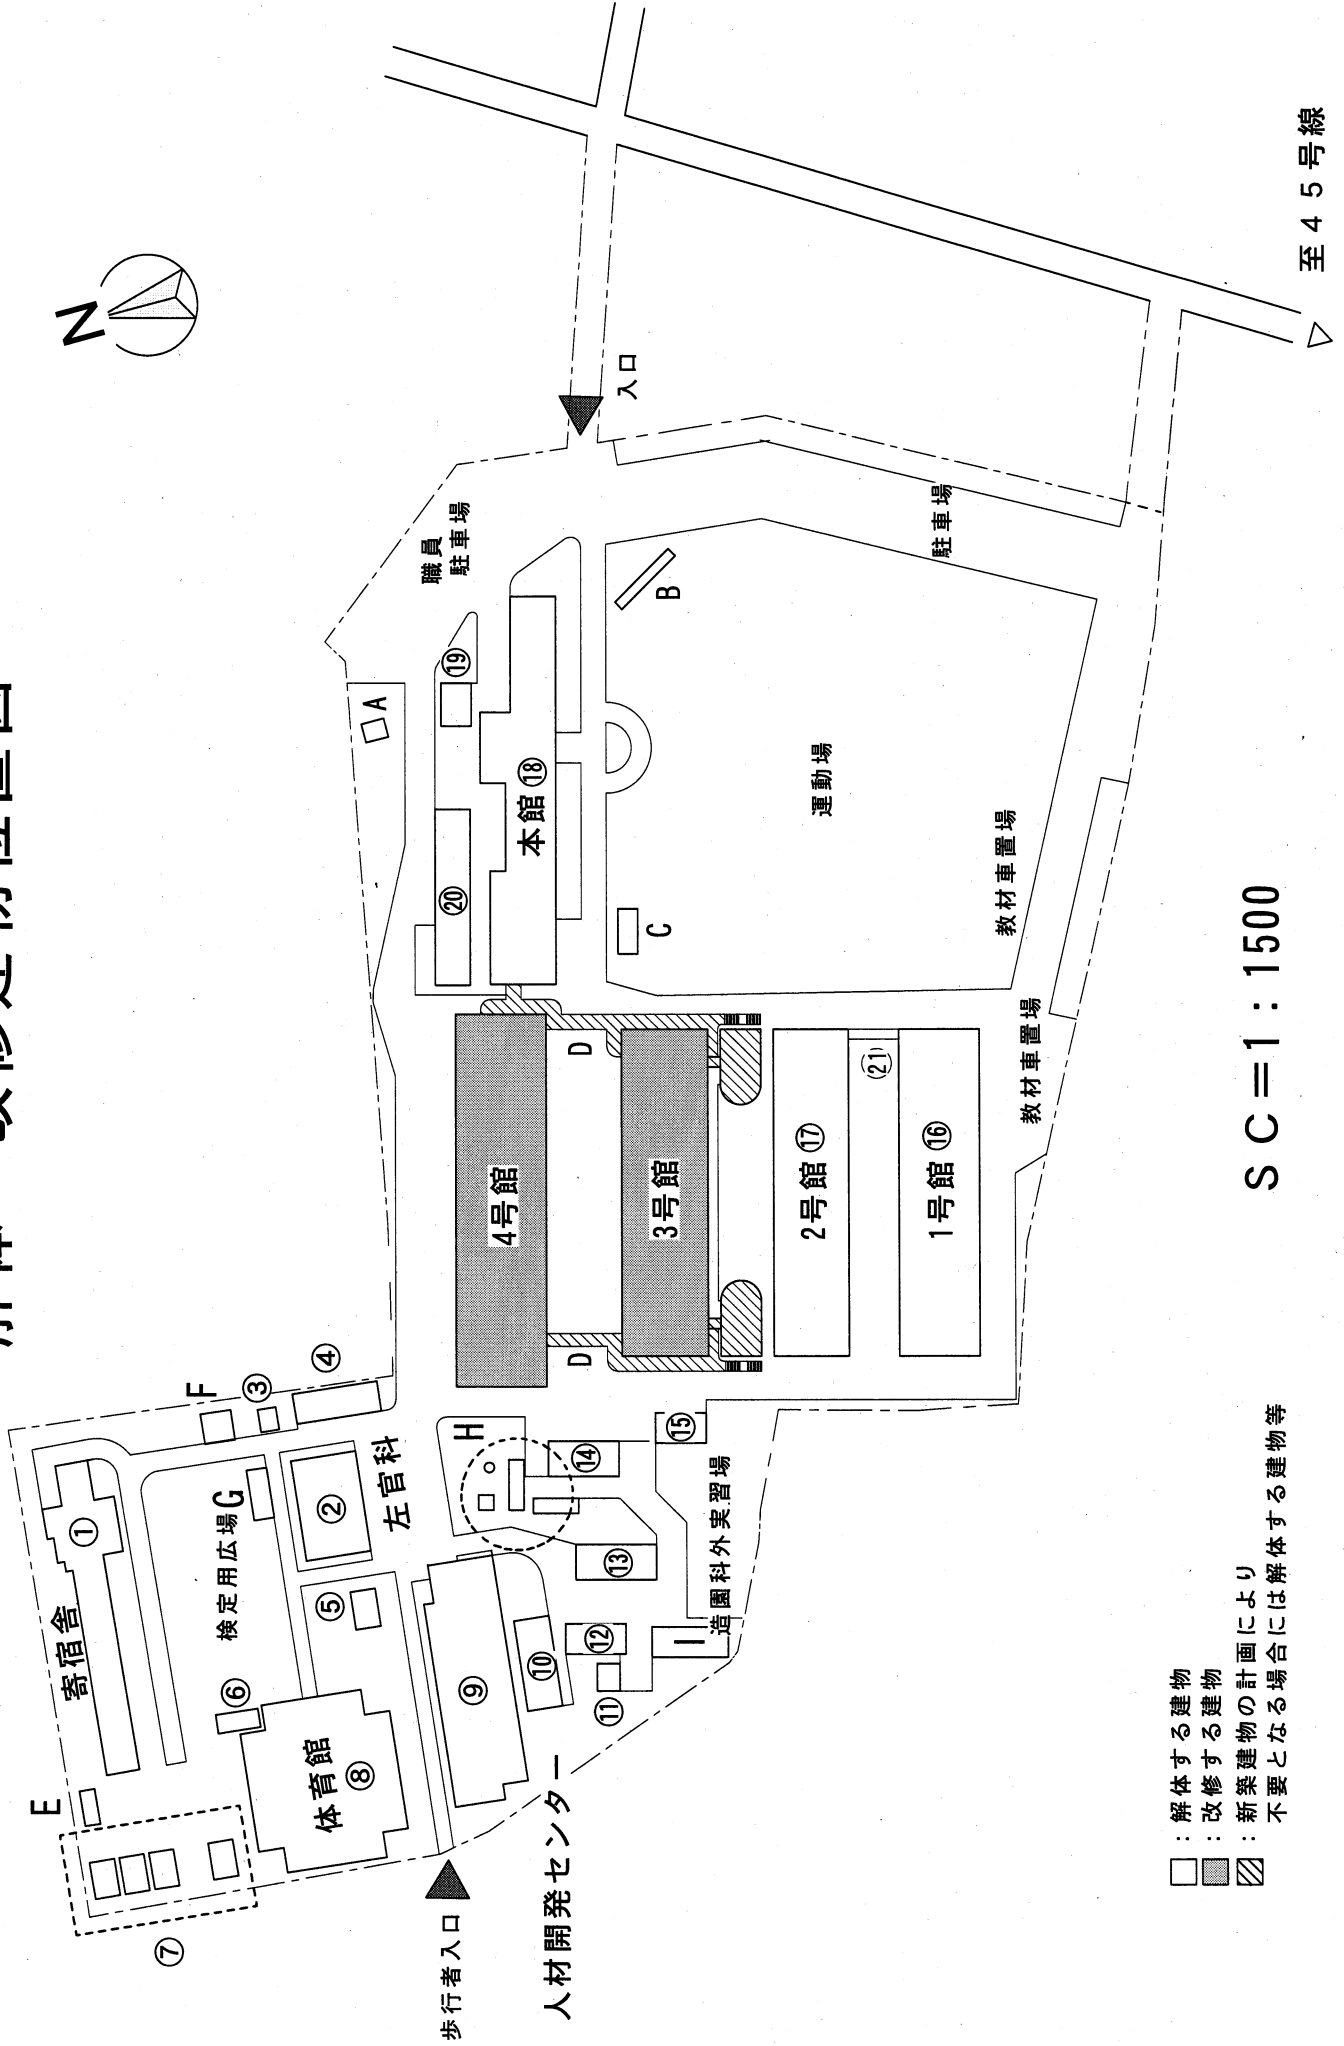 N
⑦
E
寄宿舎
①
⑥
検定用広場
G
F
③
④
体育館
⑧
⑤
②
左官科
A
職員
駐車場
⑲
⑳
歩行者入口
⑨
H
4号館
本館⑱
入口
人材開発センター
⑩
⑪
⑫
⑬
⑭
⑮
D
D
B
C
I
3号館
造園科外実習場
2号館⑰
(21)
1号館⑯
運動場
駐車場
教材車置場
教材車置場
:解体する建物
:改修する建物
:新築建物の計画により
不要となる場合には解体する建物等
SC=1:1500
至45号線